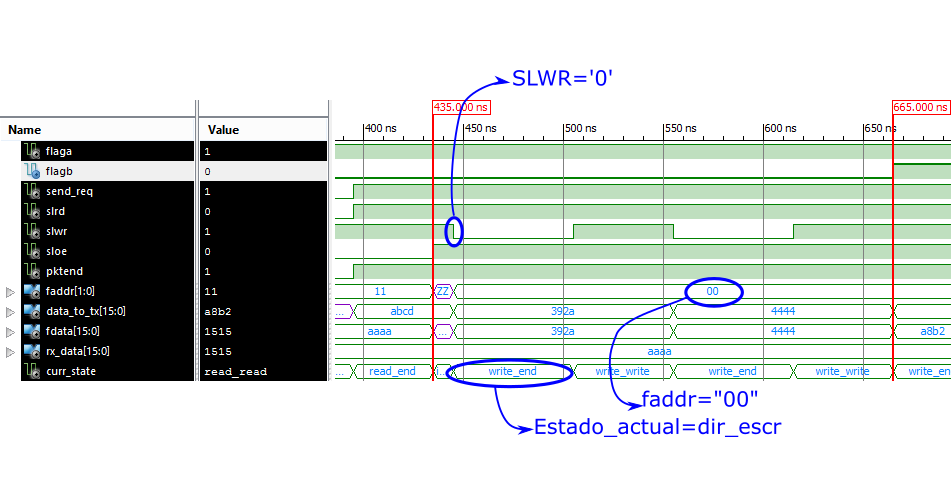 SLWR='0'
435.000 ns 665.000 ns
Name Value 400 ns 450 ns 500 ns 550 ns 600 ns 650 ns
flaga 1
flagb 0
send_req 1
slrd 0
slwr 1
sloe 0
pktend 1
faddr[1:0] 11 11 ZZ 00
data_to_tx[15:0] a8b2 ... abcd 392a 4444
fdata[15:0] 1515 aaaa ... 392a 4444 a8b2
rx_data[15:0] 1515 aaaa
curr_state read_read ... read_end i... write_end write_write write_end write_write write_en
faddr="00"
Estado_actual=dir_escr